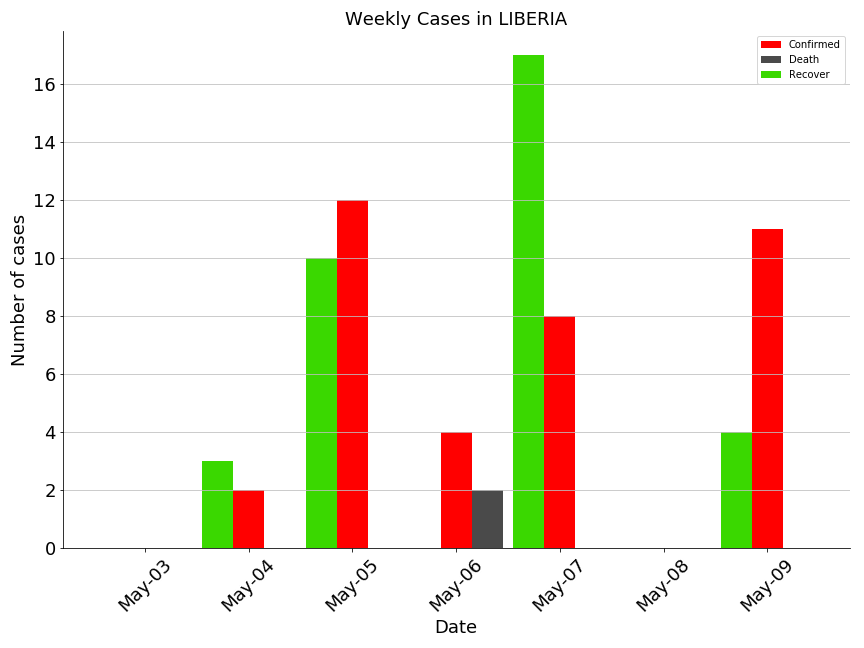 Weekly Cases in LIBERIA
Confirmed
Death
Recover
Number of cases
16
14
12
10
8
6
4
2
0
May-03
May-04
May-05
May-06
May-07
May-08
May-09
Date